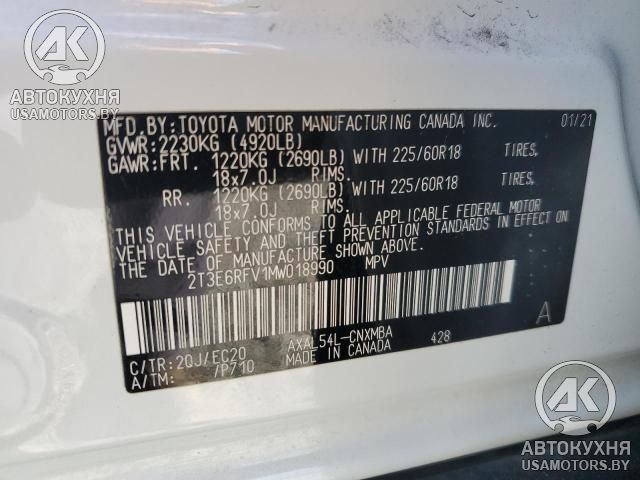 AK
АВТОКУХНЯ
USAMOTORS.BY
MFD.BY:TOYOTA MOTOR MANUFACTURING CANADA INC. 01/21
GVWR:2230KG (4920LB)
GAWR:FRT. 1220KG (2690LB) WITH 225/60R18 TIRES.
18x7.0J RIMS.
RR. 1220KG (2690LB) WITH 225/60R18 TIRES.
18x7.0J RIMS.
THIS VEHICLE CONFORMS TO ALL APPLICABLE FEDERAL MOTOR
VEHICLE SAFETY AND THEFT PREVENTION STANDARDS IN EFFECT ON
THE DATE OF MANUFACTURE SHOWN ABOVE.
2T3E6RFV1MW018990 MPV
A
C/TR:2QJ/EC20 AXAL54L-CNXMBA 428
A/TM: /P710 MADE IN CANADA
AK
АВТОКУХНЯ
USAMOTORS.BY